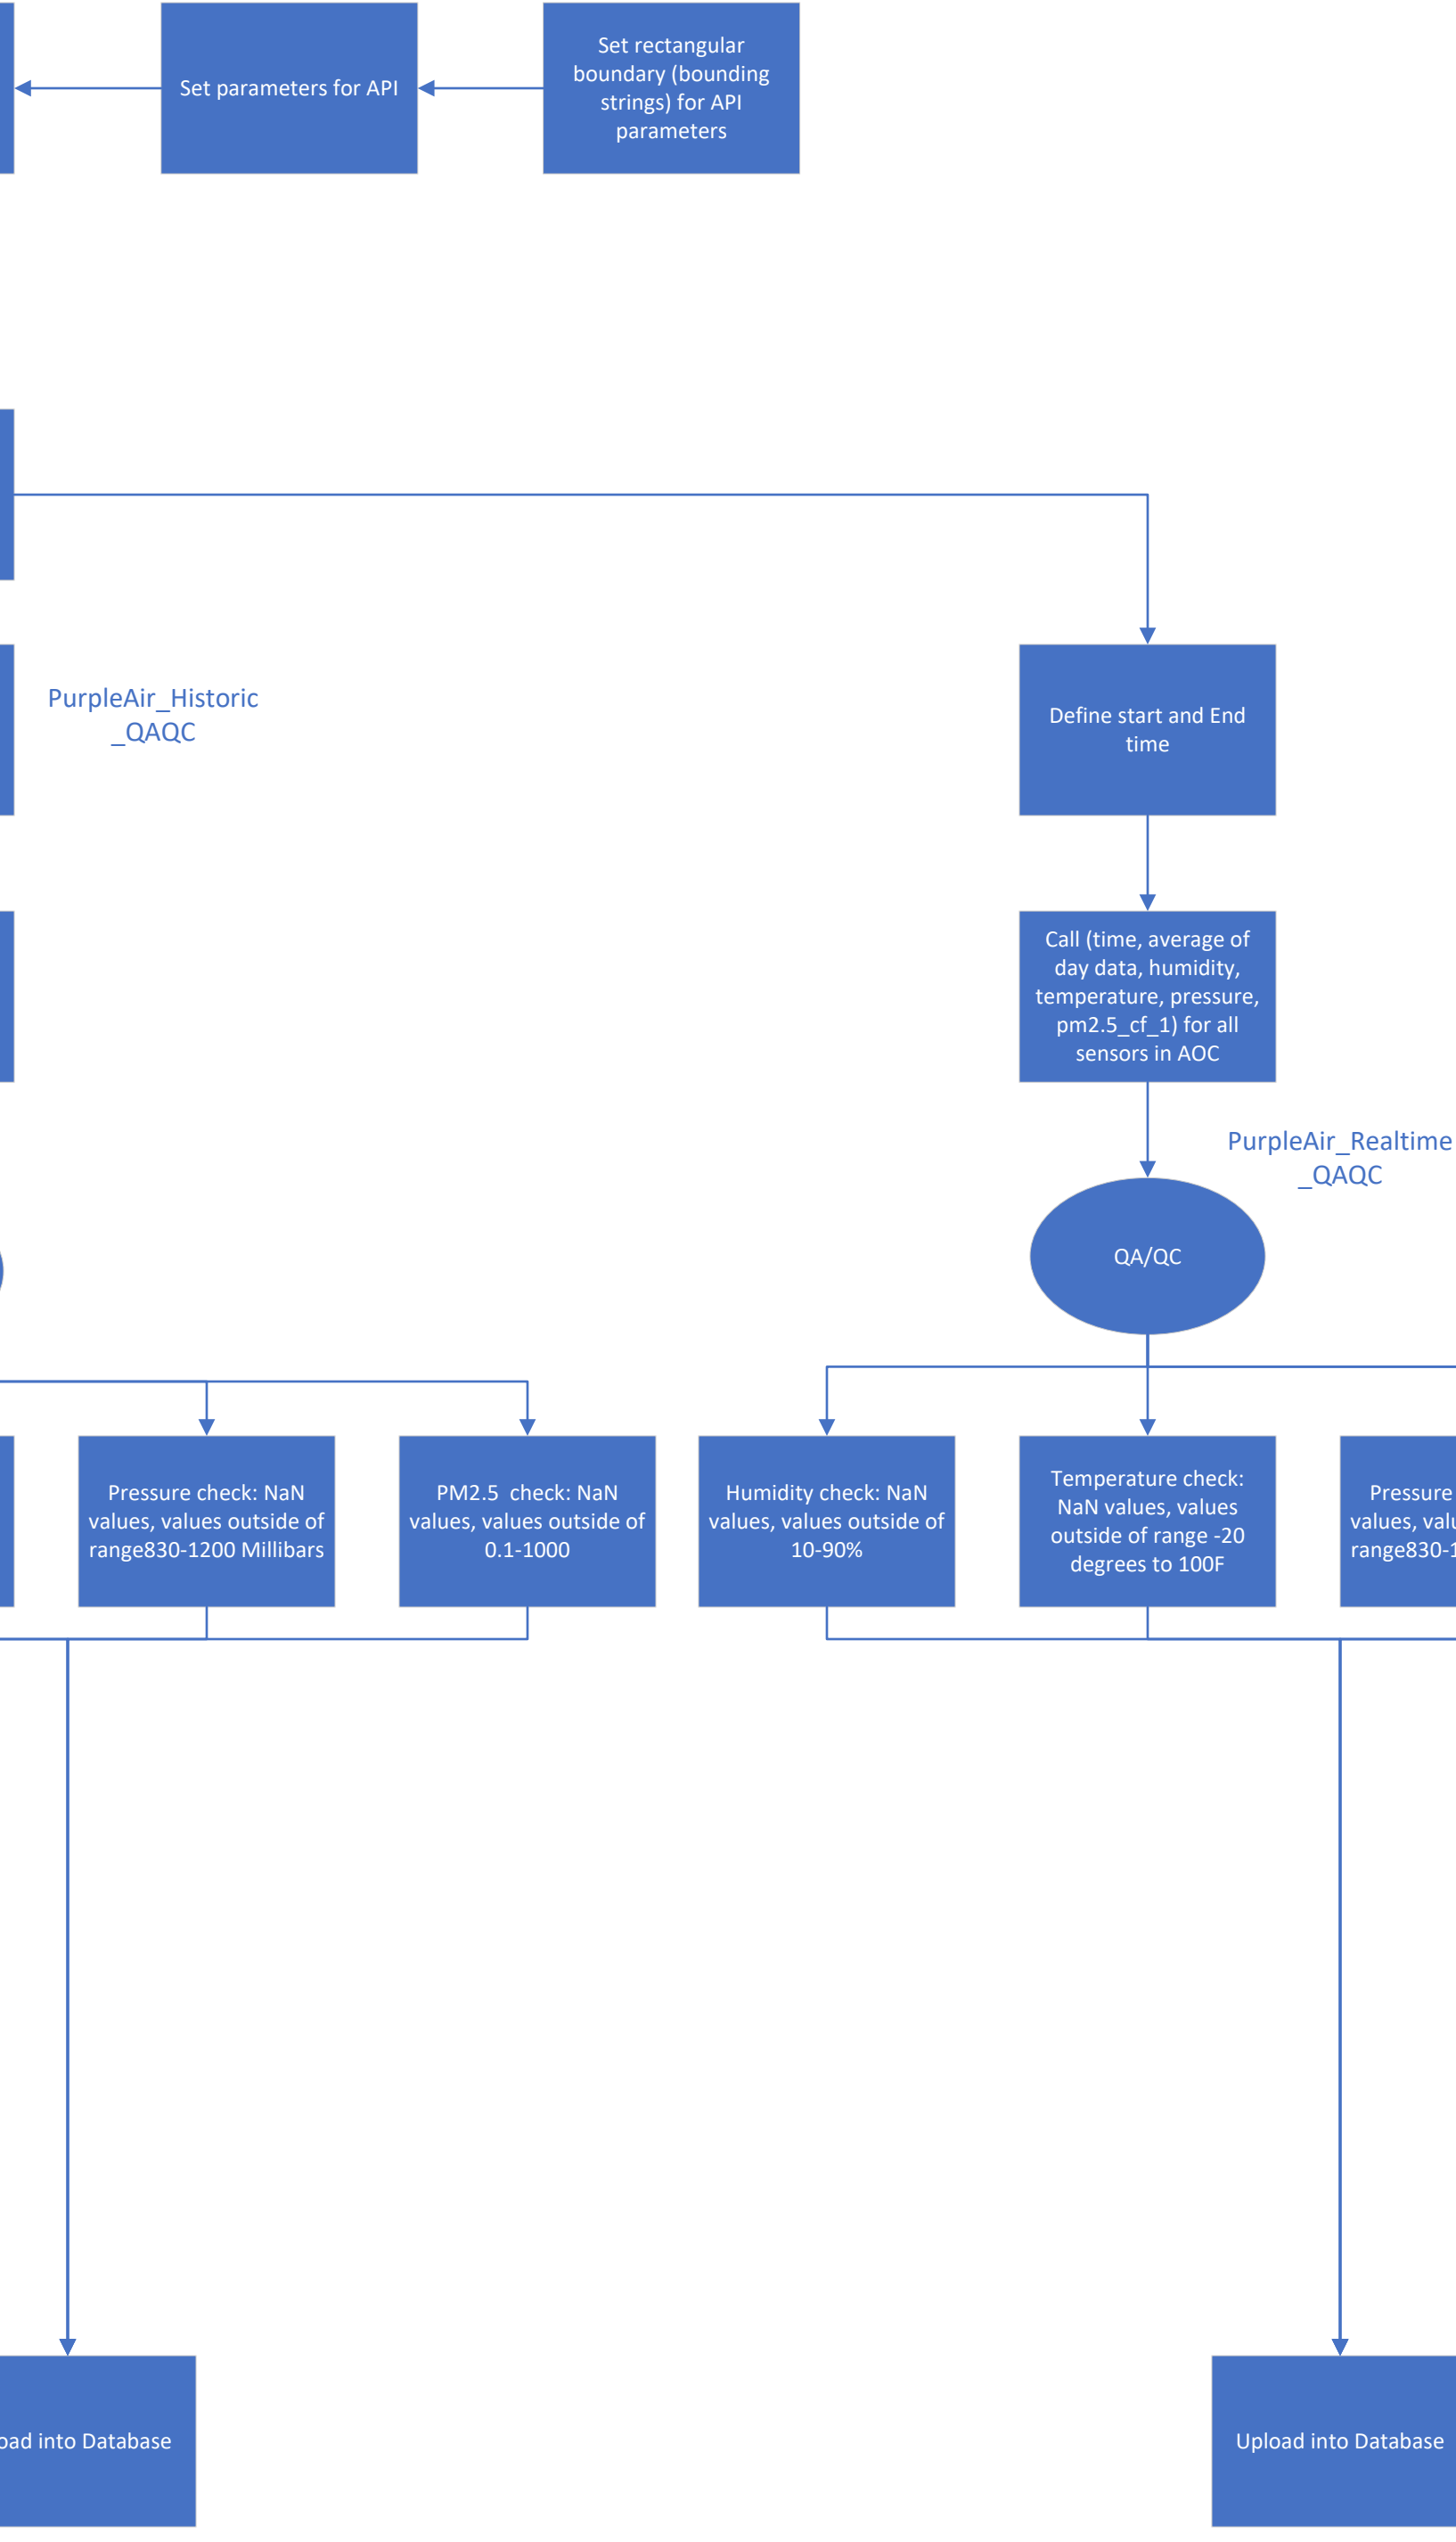 Set parameters for API
Set rectangular
boundary (bounding
strings) for API
parameters
PurpleAir_Historic
_QAQC
Define start and End
time
Call (time, average of
day data, humidity,
temperature, pressure,
pm2.5_cf_1) for all
sensors in AOC
PurpleAir_Realtime
_QAQC
QA/QC
Pressure check: NaN
values, values outside of
range830-1200 Millibars
PM2.5  check: NaN
values, values outside of
0.1-1000
Humidity check: NaN
values, values outside of
10-90%
Temperature check:
NaN values, values
outside of range -20
degrees to 100F
Pressure
values,
into Database
Upload into Database